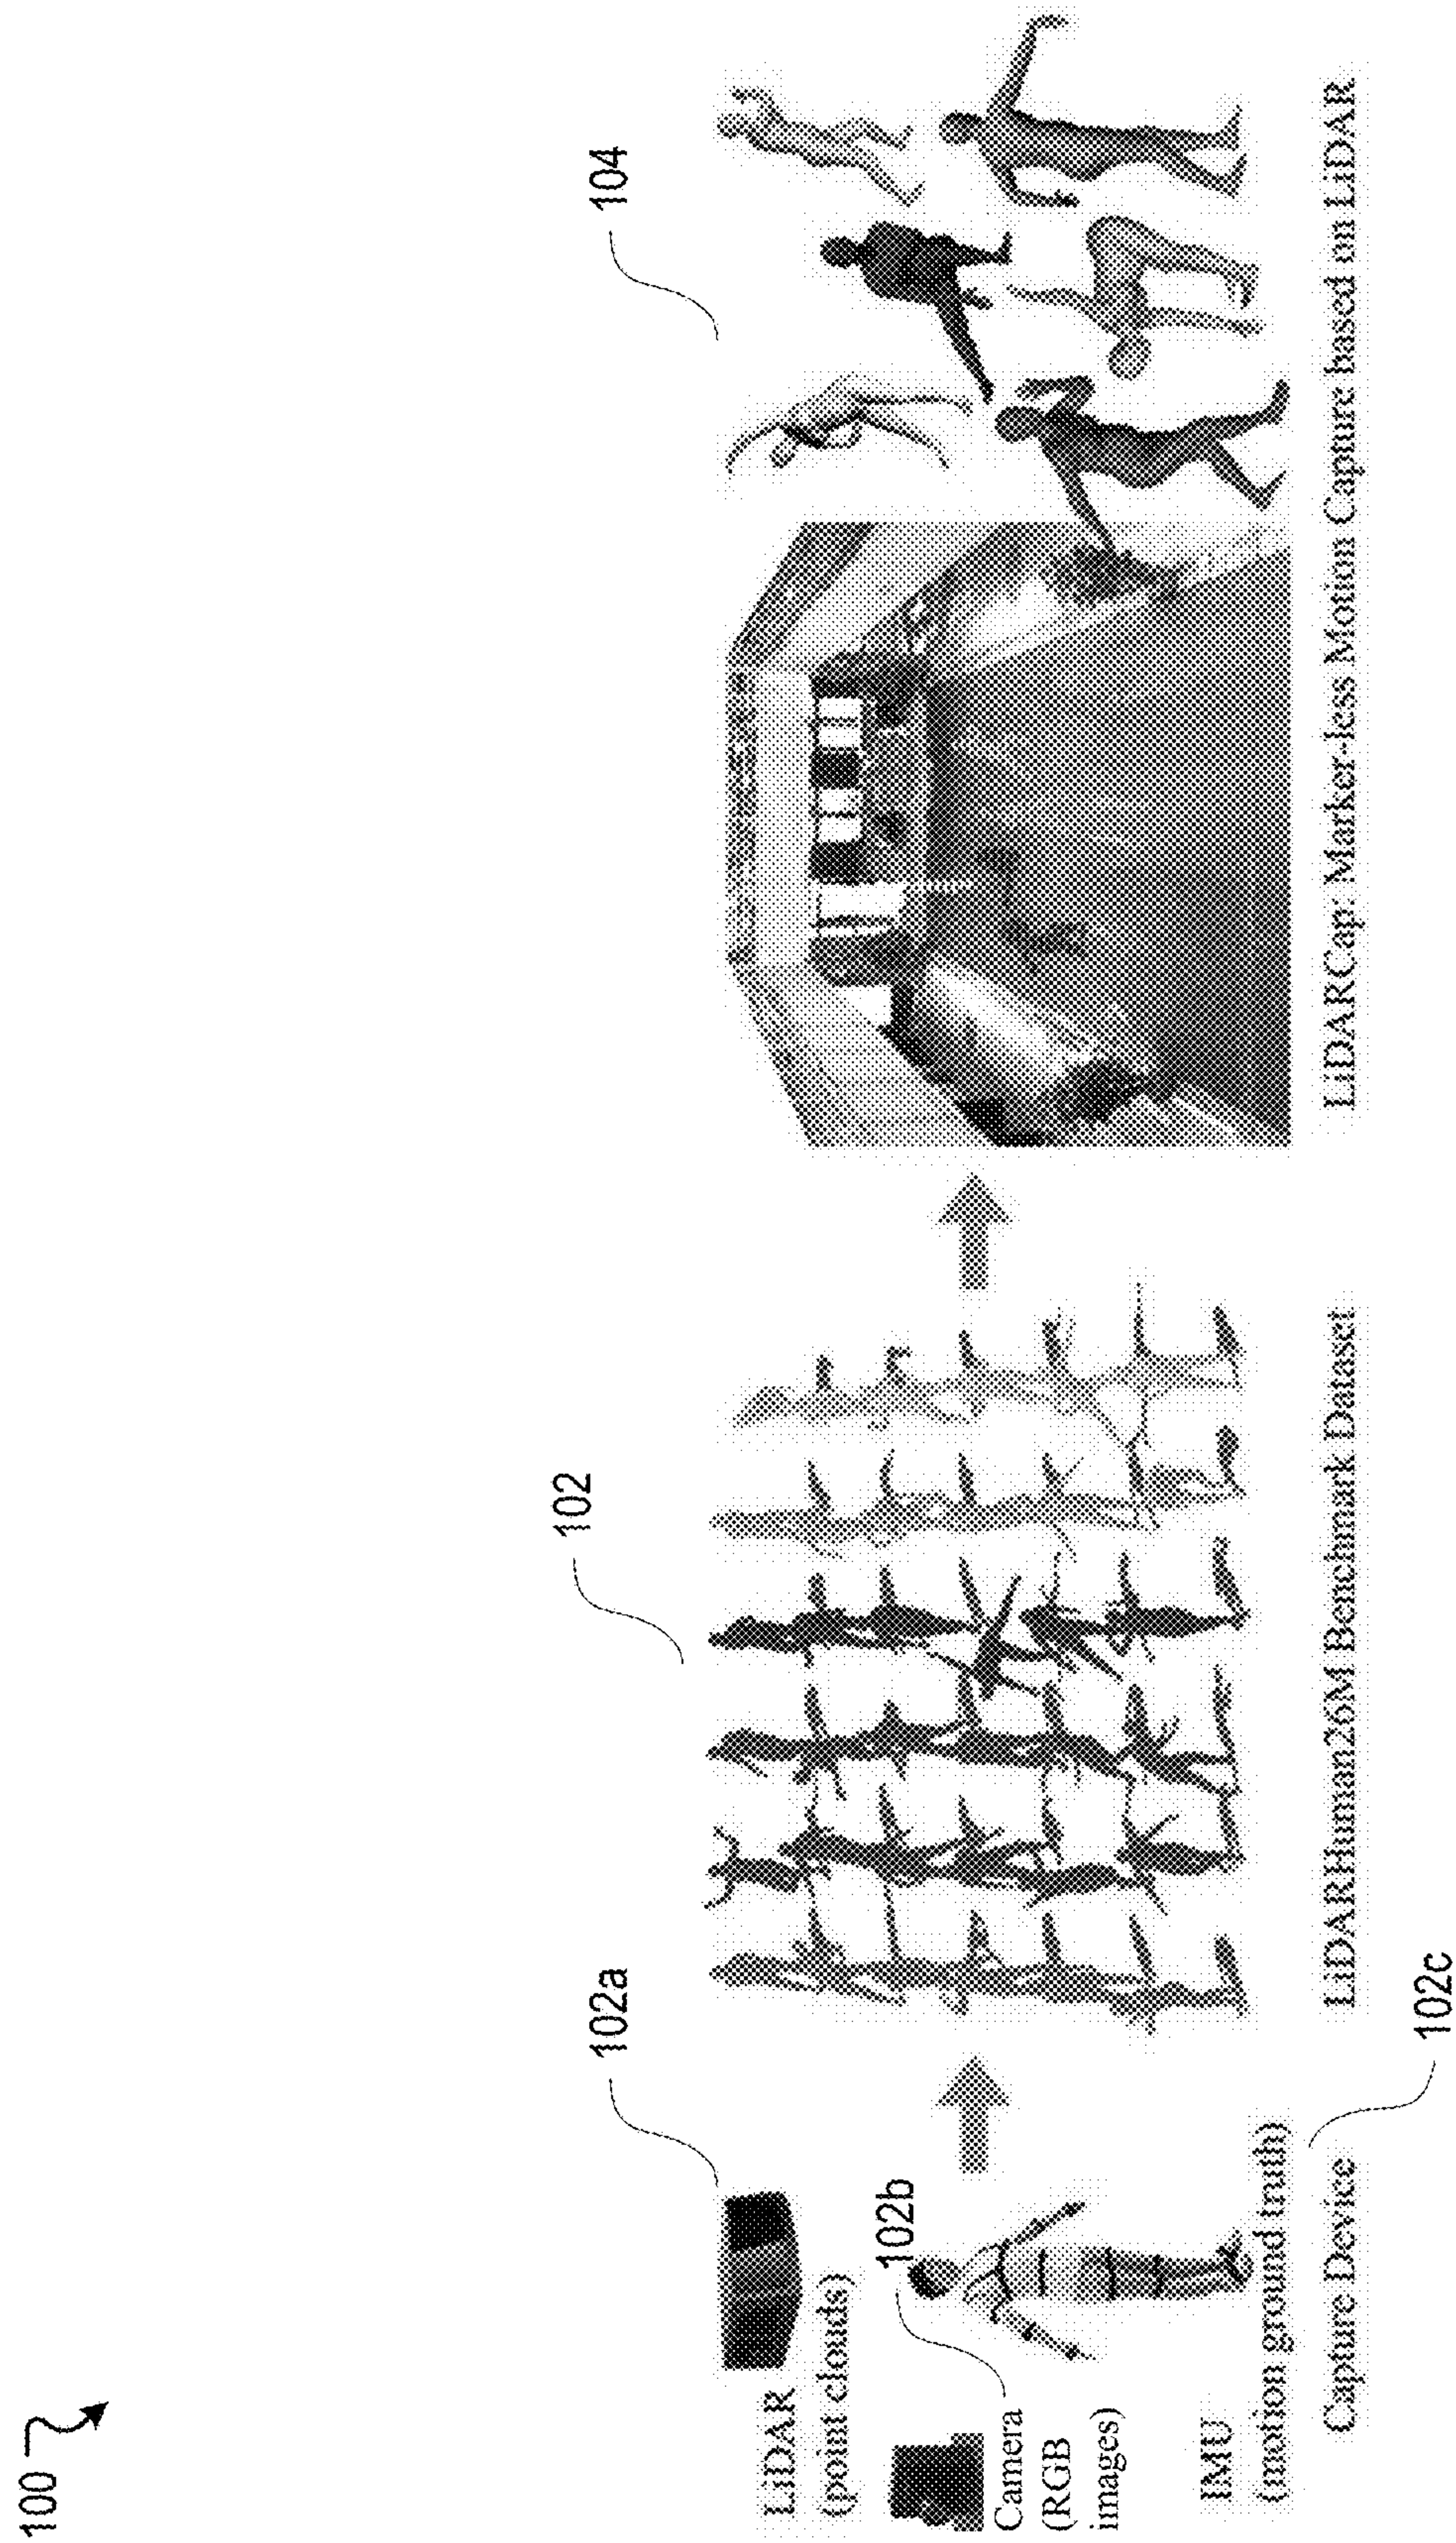 100
102a
102
104
LiDAR
(point clouds)
102b
Camera
(RGB
images)
IMU
(motion ground truth)
102c
Capture Device
LiDARHuman26M Benchmark Dataset
LiDARCap: Marker-less Motion Capture based on LiDAR